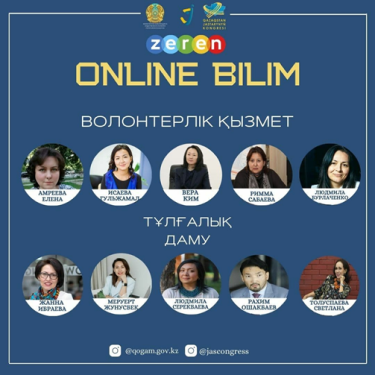 zeren
ONLINE BILIM
ВОЛОНТЕРЛІК ҚЫЗМЕТ
АМРЕЕВА
ЕЛЕНА
ИСАЕВА
ГУЛЬЖАМАЛ
ВЕРА
КИМ
РИММА
САБАЕВА
ЛЮДМИЛА
БУРЛАЧЕНКО
ТҰЛҒАЛЫҚ
ДАМУ
ЖАННА
ИБРАЕВА
МЕРУЕРТ
ЖУНУСБЕК
ЛЮДМИЛА
СЕРЕКБАЕВА
РАХИМ
ОШАКБАЕВ
ТОЛУСПАЕВА
СВЕТЛАНА
@qogam.gov.kz @jascongress